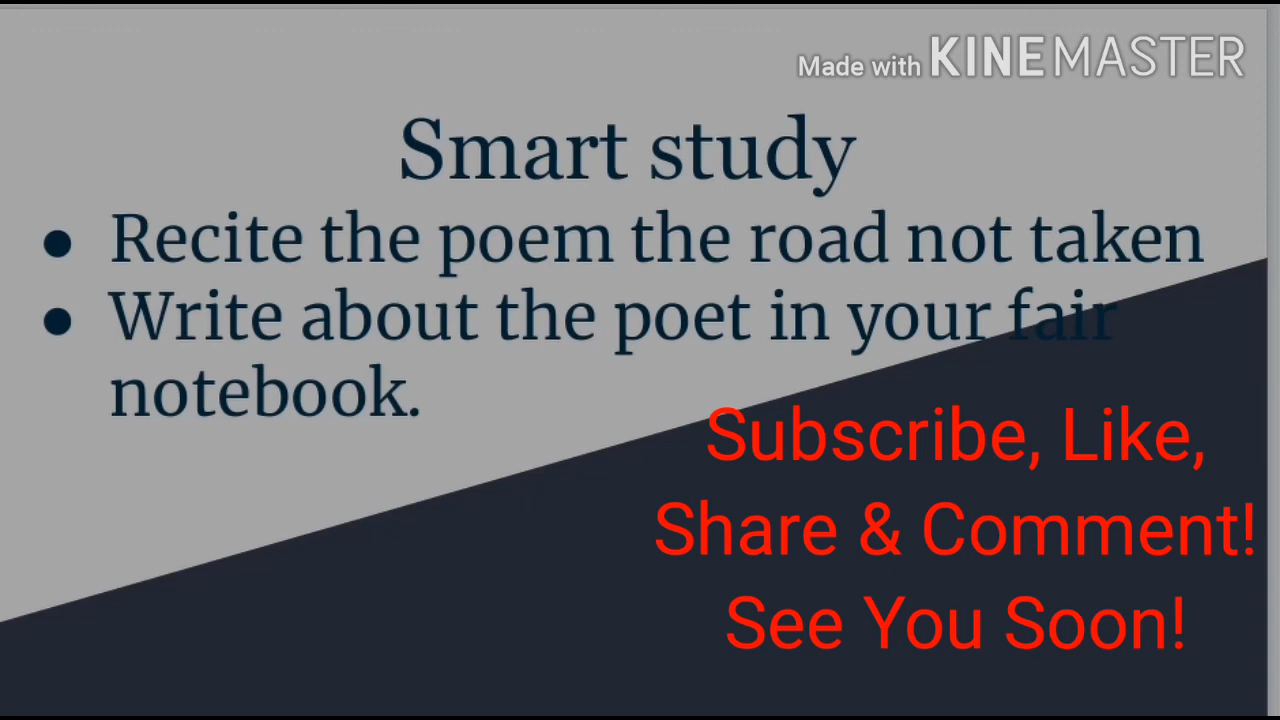 Made with KINEMASTER
Smart study
● Recite the poem the road not taken
● Write about the poet in your fair
notebook.
Subscribe, Like,
Share & Comment!
See You Soon!